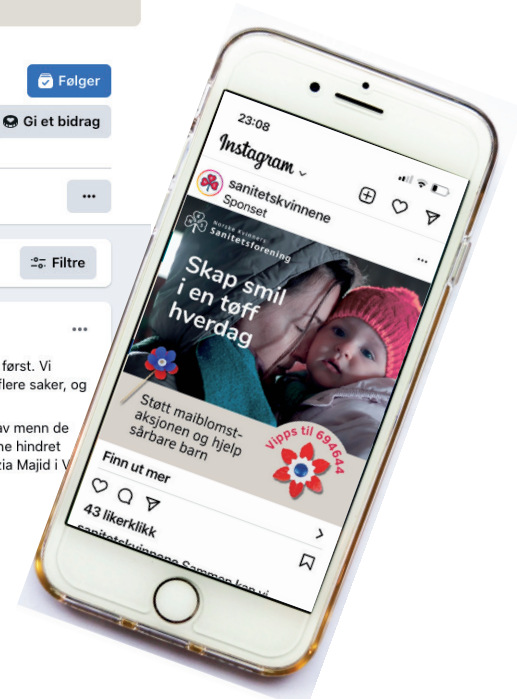 Følger
Gi et bidrag
...
Filtre
...
først. Vi
flere saker, og
av menn de
ne hindret
zia Majid i V
23:08
Instagram
sanitetskvinnene
Sponset
...
Norske Kvinners
Sanitetsforening
Skap smil
i en tøff
hverdag
Støtt maiblomst-
aksjonen og hjelp
sårbare barn
Vipps til 694644
Finn ut mer
43 likerklikk
sanitetskvinnene Sammen kan vi